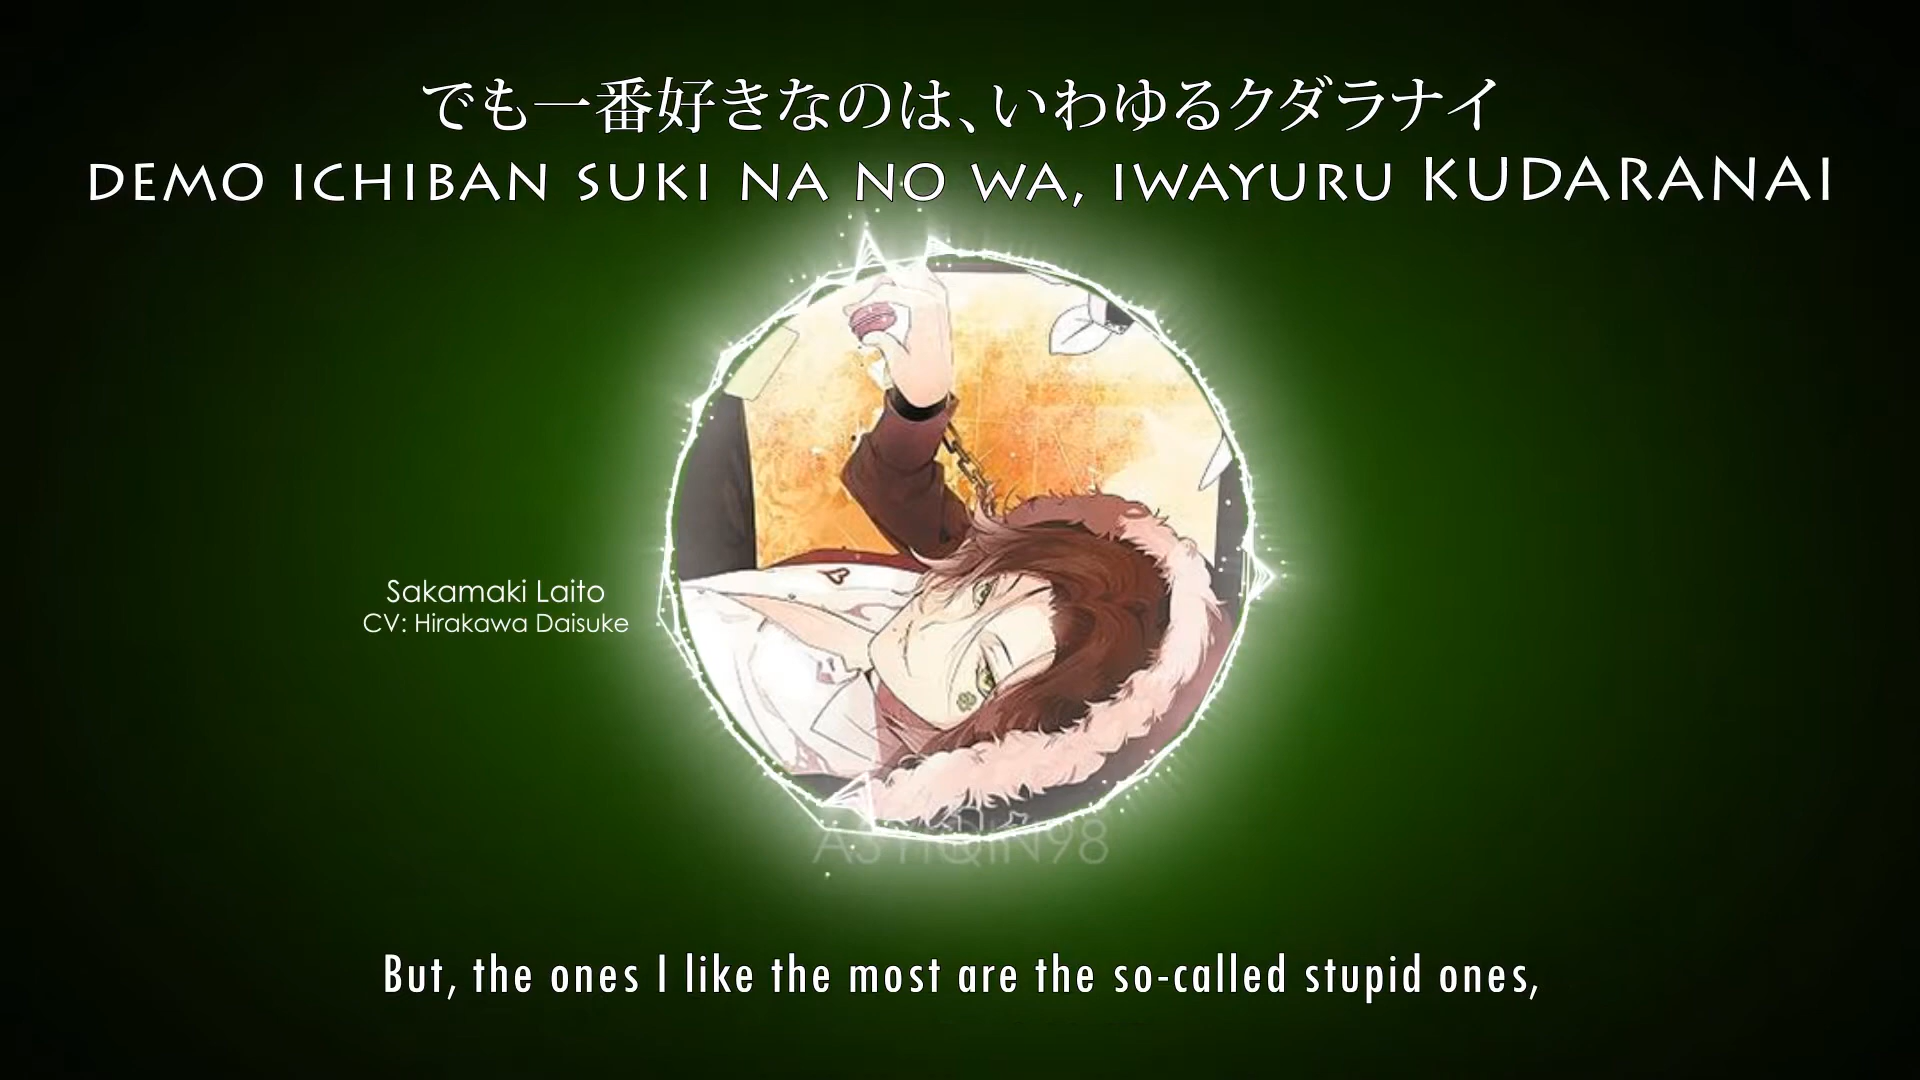 でも一番好きなのは、いわゆるクダラナイ
DEMO ICHIBAN SUKI NA NO WA, IWAYURU KUDARANAI
Sakamaki Laito
CV: Hirakawa Daisuke
ASYIQIN98
But, the ones I like the most are the so-called stupid ones,